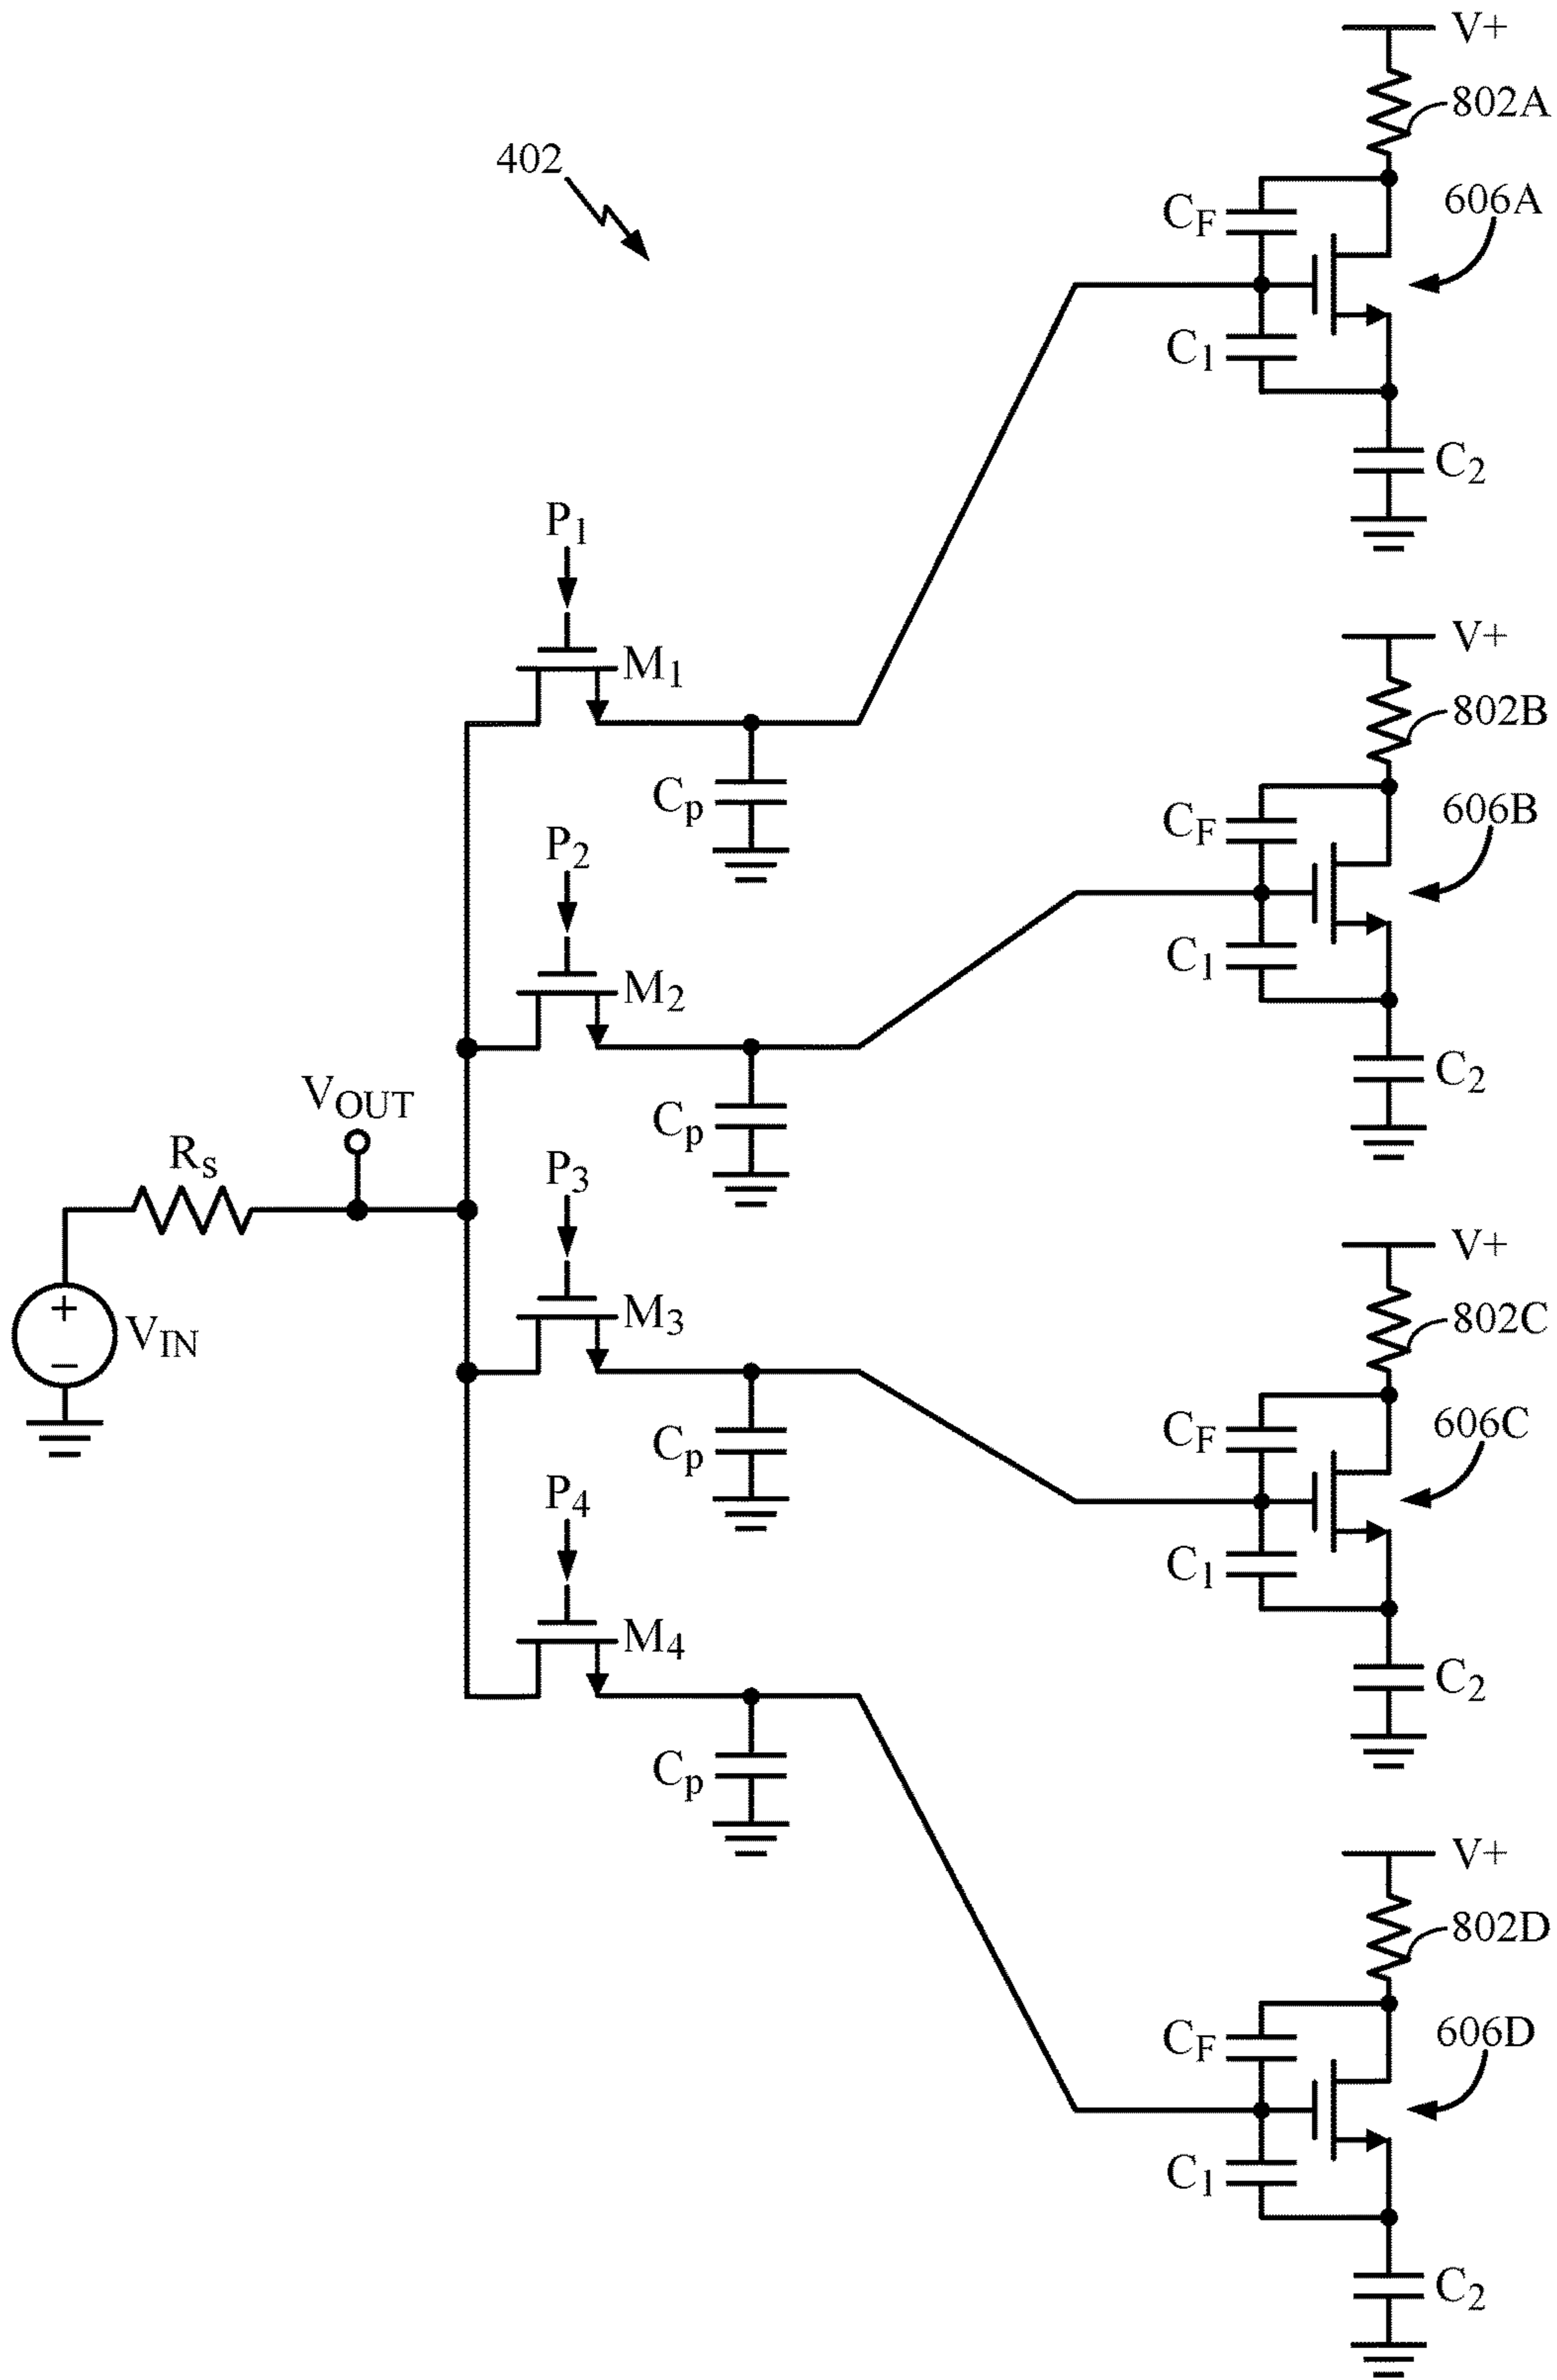 V+
802A
402
C_F
606A
C_1
C_2
P_1
M_1
V+
802B
C_p
C_F
606B
P_2
C_1
M_2
C_2
V_OUT
C_p
R_s
P_3
V+
M_3
802C
V_IN
+
−
C_F
606C
C_p
P_4
C_1
M_4
C_2
C_p
V+
802D
C_F
606D
C_1
C_2